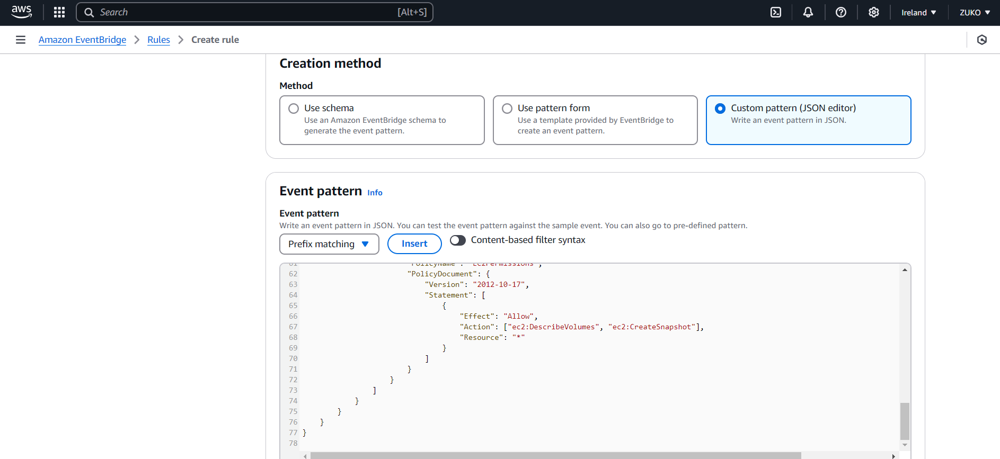 aws
Search [Alt+S]
Ireland
ZUKO
Amazon EventBridge > Rules > Create rule
Creation method
Method
Use schema
Use an Amazon EventBridge schema to
generate the event pattern.
Use pattern form
Use a template provided by EventBridge to
create an event pattern.
Custom pattern (JSON editor)
Write an event pattern in JSON.
Event pattern Info
Event pattern
Write an event pattern in JSON. You can test the event pattern against the sample event. You can also go to pre-defined pattern.
Prefix matching
Insert
Content-based filter syntax
61 "PolicyName": "EC2Permissions",
62 "PolicyDocument": {
63 "Version": "2012-10-17",
64 "Statement": [
65 {
66 "Effect": "Allow",
67 "Action": ["ec2:DescribeVolumes", "ec2:CreateSnapshot"],
68 "Resource": "*"
69 }
70 ]
71 }
72 }
73 ]
74 }
75 }
76 }
77 }
78